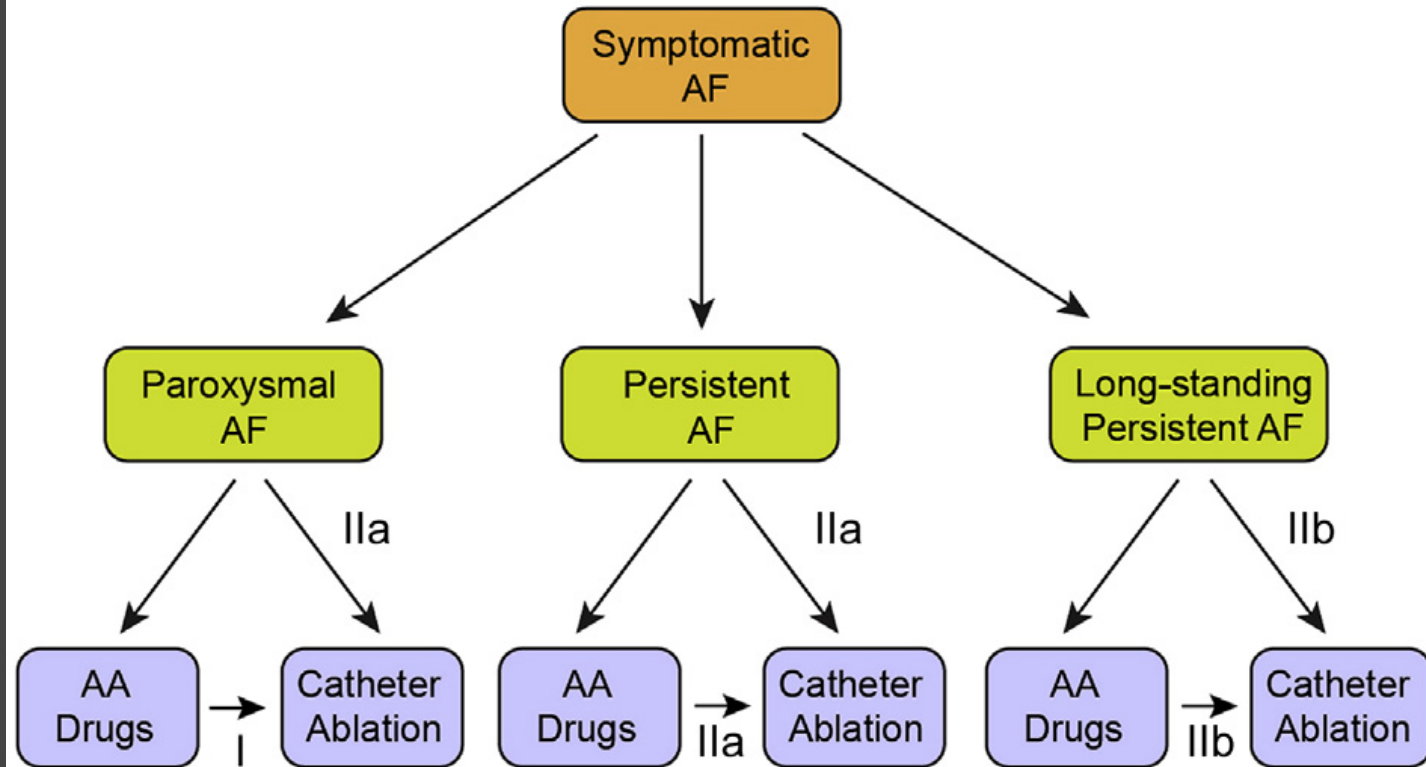 Symptomatic
AF
Paroxysmal
AF
Persistent
AF
Long-standing
Persistent AF
IIa
IIa
IIb
AA
Drugs
I
Catheter
Ablation
AA
Drugs
IIa
Catheter
Ablation
AA
Drugs
IIb
Catheter
Ablation